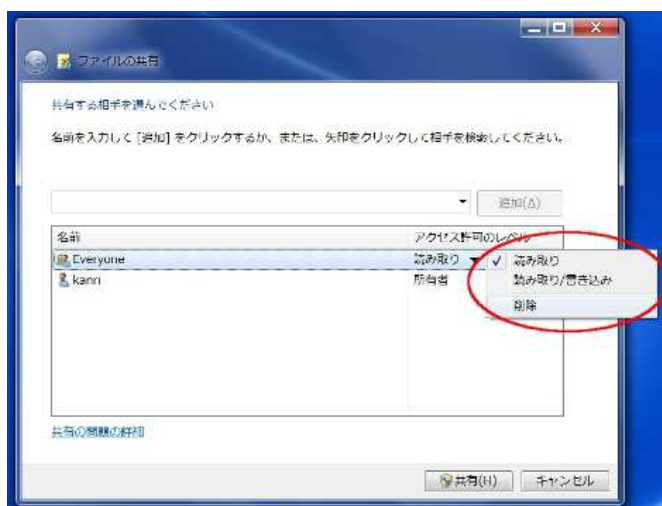 ファイルの共有
共有する相手を選んでください
名前を入力して [追加] をクリックするか、または、矢印をクリックして相手を検索してください。
追加(A)
名前 アクセス許可のレベル
Everyone 読み取り ✓ 読み取り
読み取り/書き込み
kanri 所有者
削除
共有の問題の詳細
共有(H) キャンセル